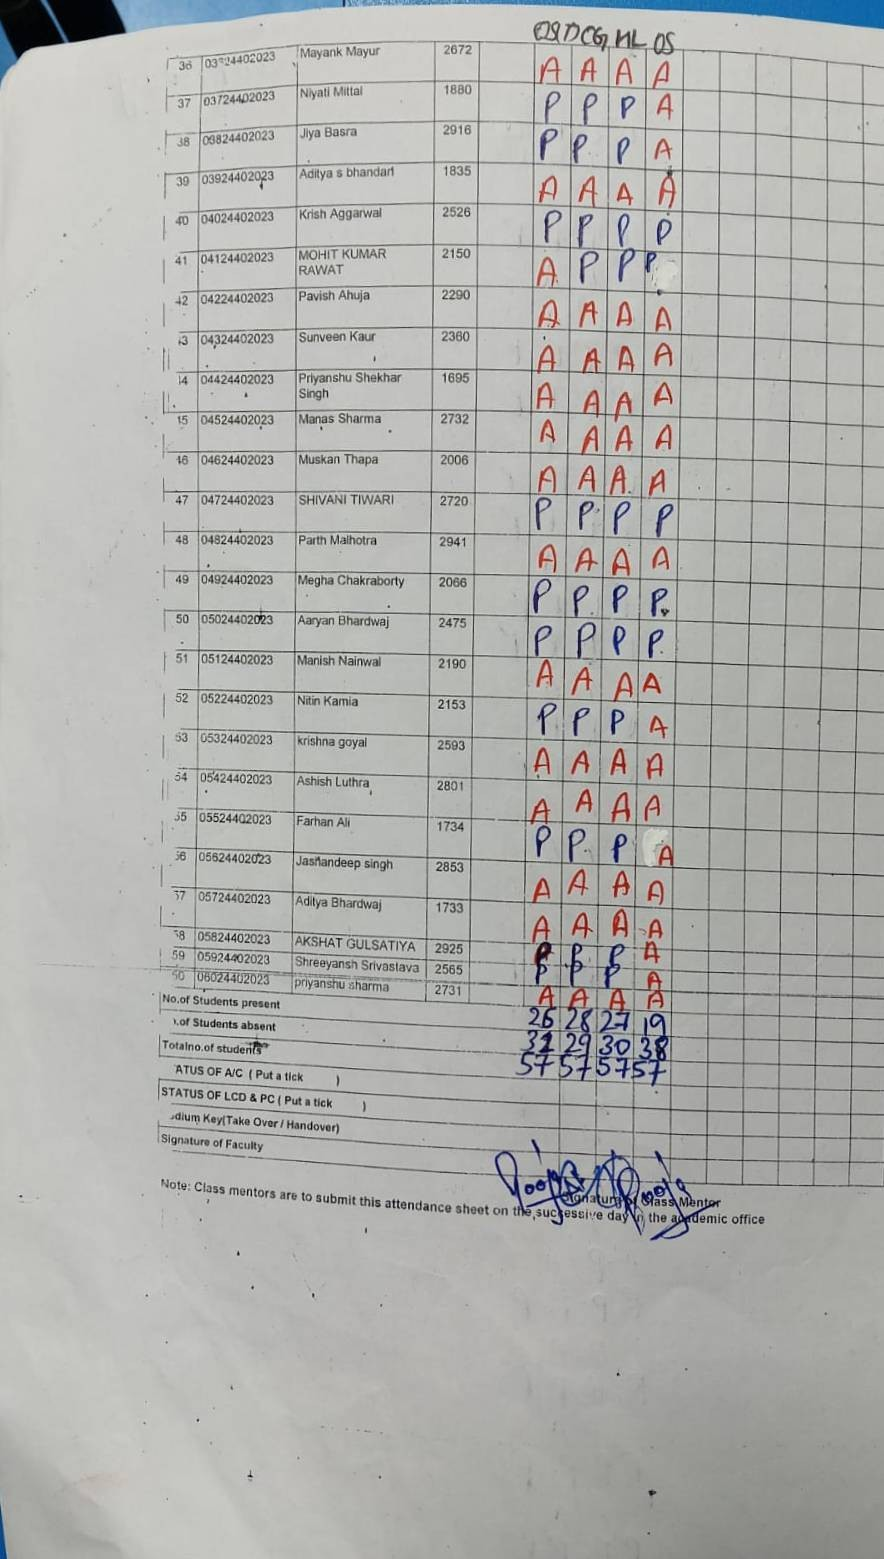 DCG ML OS
36 03624402023 Mayank Mayur 2672 A A A A
37 03724402023 Niyati Mittal 1880 P P P A
38 03824402023 Jiya Basra 2916 P P P A
39 03924402023 Aditya s bhandari 1835 A A A A
40 04024402023 Krish Aggarwal 2526 P P P P
41 04124402023 MOHIT KUMAR RAWAT 2150 A P P P
42 04224402023 Pavish Ahuja 2290 A A A A
43 04324402023 Sunveen Kaur 2360 A A A A
44 04424402023 Priyanshu Shekhar Singh 1695 A A A A
45 04524402023 Manas Sharma 2732 A A A A
46 04624402023 Muskan Thapa 2006 A A A A
47 04724402023 SHIVANI TIWARI 2720 P P P P
48 04824402023 Parth Malhotra 2941 A A A A
49 04924402023 Megha Chakraborty 2066 P P P P
50 05024402023 Aaryan Bhardwaj 2475 P P P P
51 05124402023 Manish Nainwal 2190 A A A A
52 05224402023 Nitin Kamia 2153 P P P A
53 05324402023 krishna goyal 2593 A A A A
54 05424402023 Ashish Luthra 2801 A A A A
55 05524402023 Farhan Ali 1734 P P P A
56 05624402023 Jashandeep singh 2853 A A A A
57 05724402023 Aditya Bhardwaj 1733 A A A A
58 05824402023 AKSHAT GULSATIYA 2925 P P P A
59 05924402023 Shreeyansh Srivastava 2565 P P P A
60 06024402023 priyanshu sharma 2731 A A A A
No.of Students present 26 28 27 19
.of Students absent 31 29 30 38
Totalno.of students 57 57 57 57
ATUS OF A/C ( Put a tick )
STATUS OF LCD & PC ( Put a tick )
dium Key(Take Over / Handover)
Signature of Faculty
Signature of Class Mentor
Note: Class mentors are to submit this attendance sheet on the successive day in the academic office